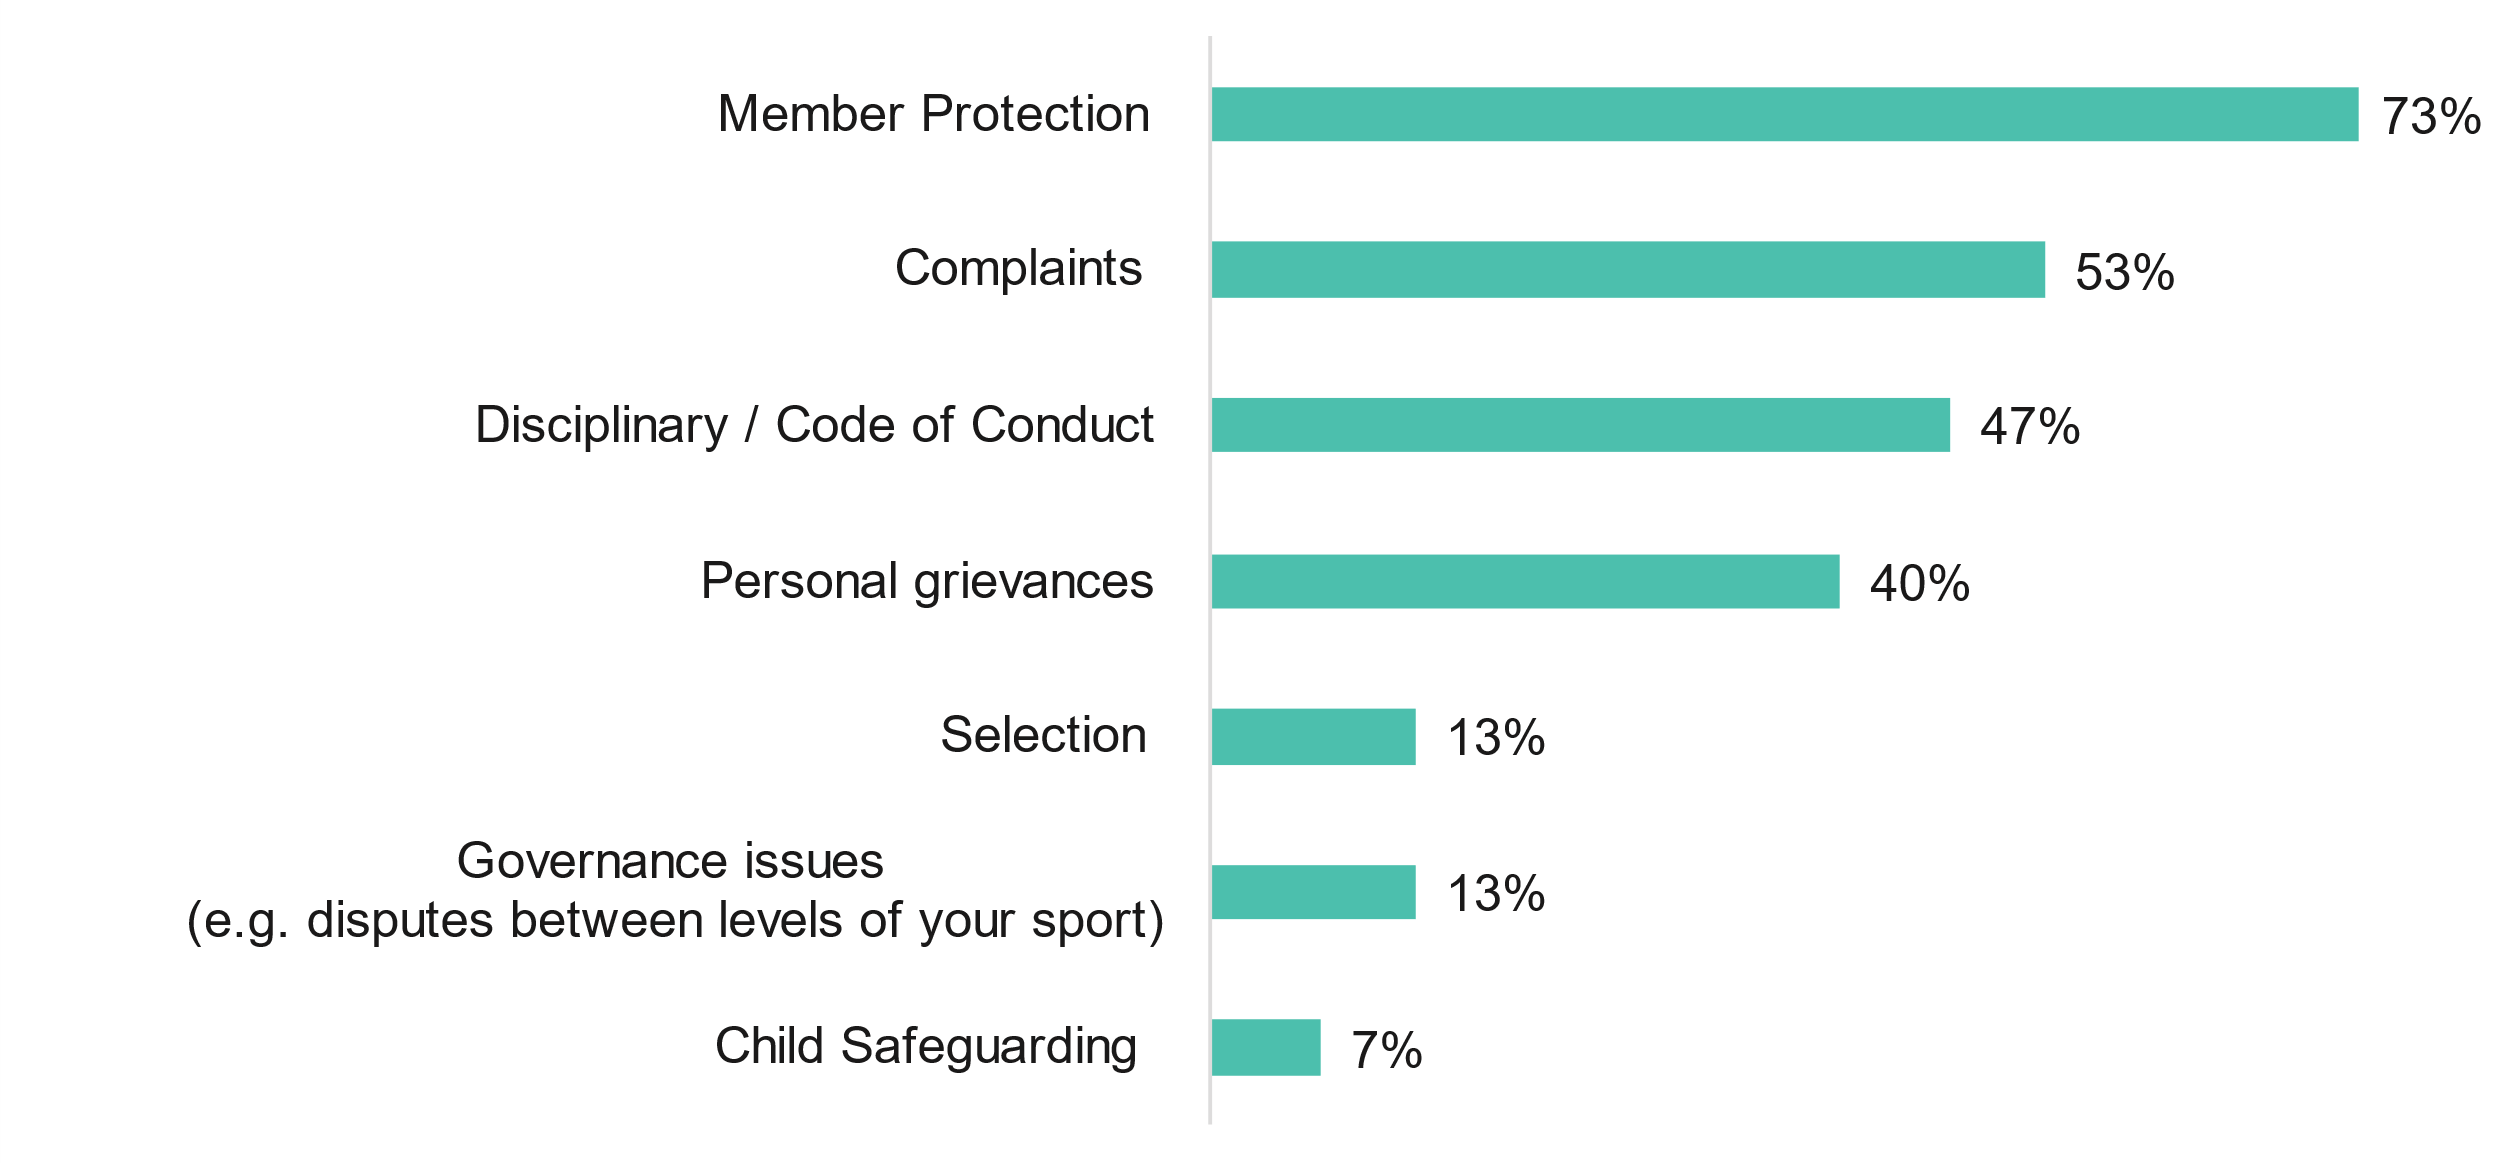 Member Protection 73%
Complaints 53%
Disciplinary / Code of Conduct 47%
Personal grievances 40%
Selection 13%
Governance issues
(e.g. disputes between levels of your sport) 13%
Child Safeguarding 7%